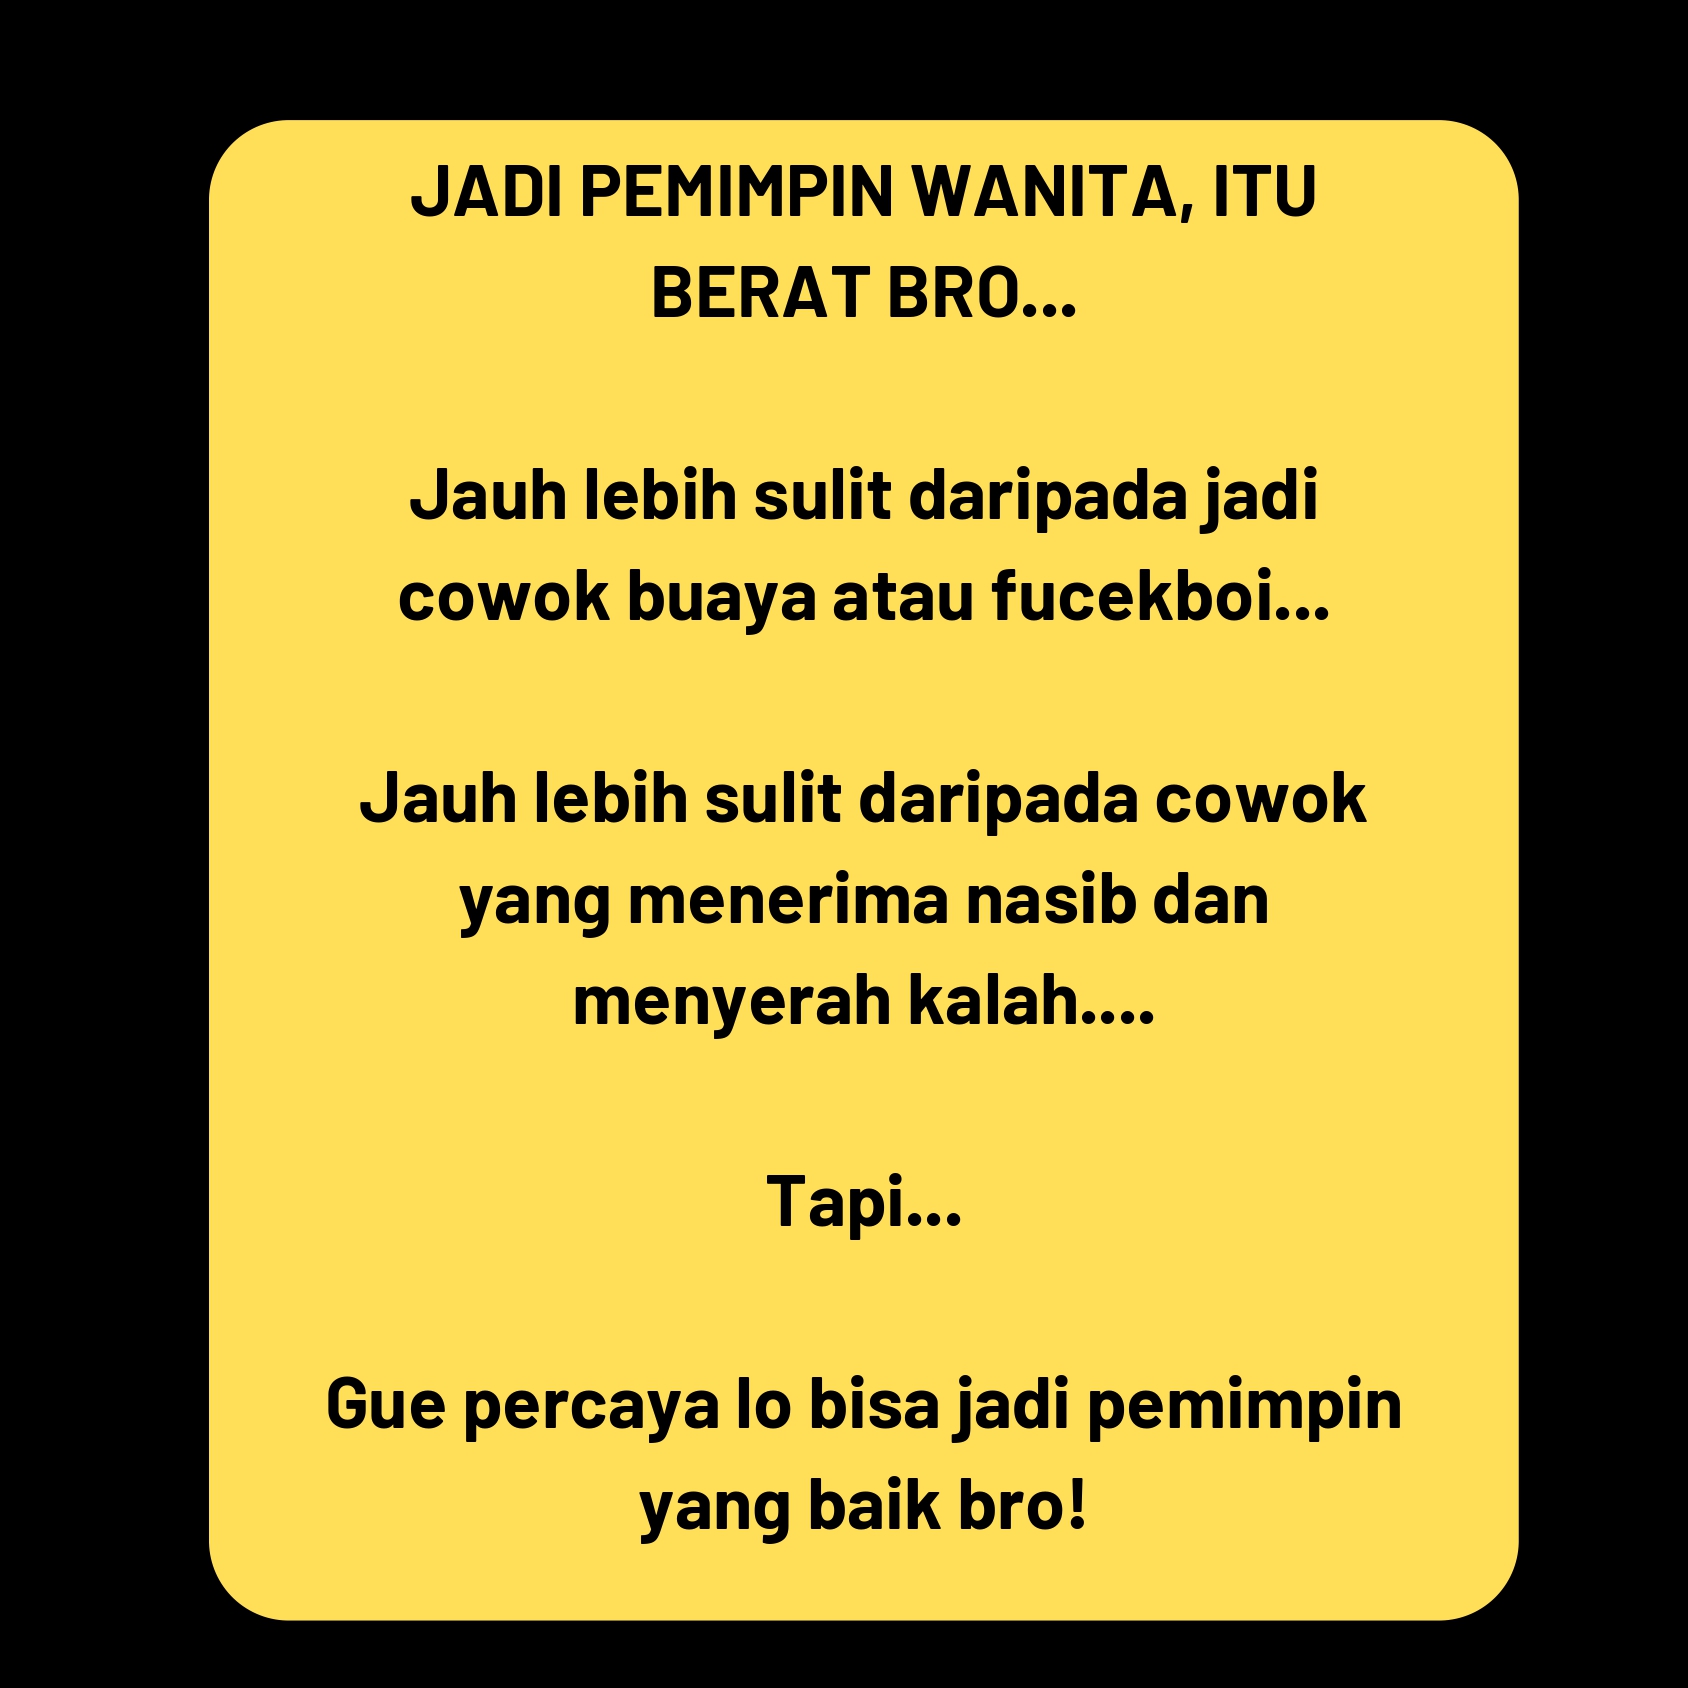 JADI PEMIMPIN WANITA, ITU
BERAT BRO...
Jauh lebih sulit daripada jadi
cowok buaya atau fucekboi...
Jauh lebih sulit daripada cowok
yang menerima nasib dan
menyerah kalah....
Tapi...
Gue percaya lo bisa jadi pemimpin
yang baik bro!